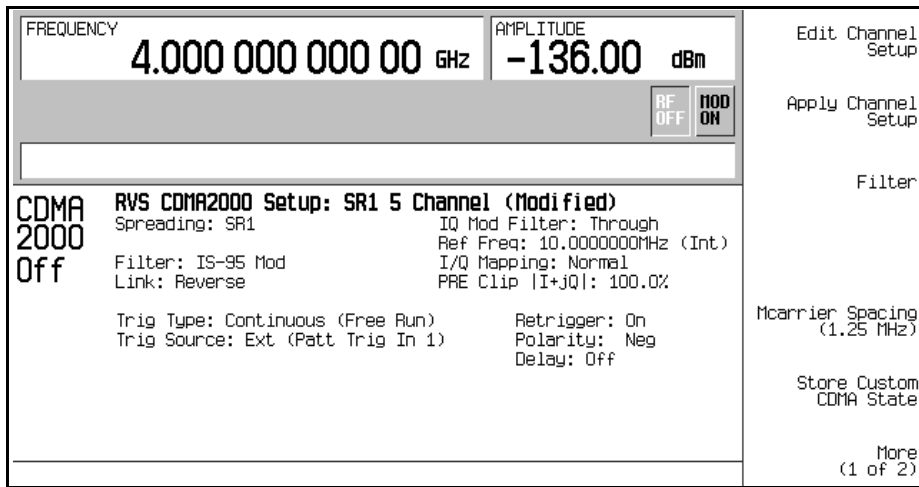 FREQUENCY
4.000 000 000 00 GHz
AMPLITUDE
-136.00 dBm
RF OFF
MOD ON
CDMA 2000 Off
RVS CDMA2000 Setup: SR1 5 Channel (Modified)
Spreading: SR1
IQ Mod Filter: Through
Ref Freq: 10.0000000MHz (Int)
Filter: IS-95 Mod
I/Q Mapping: Normal
Link: Reverse
PRE Clip |I+jQ|: 100.0%
Trig Type: Continuous (Free Run)
Retrigger: On
Trig Source: Ext (Patt Trig In 1)
Polarity: Neg
Delay: Off
Edit Channel
Setup
Apply Channel
Setup
Filter
Mcarrier Spacing
(1.25 MHz)
Store Custom
CDMA State
More
(1 of 2)